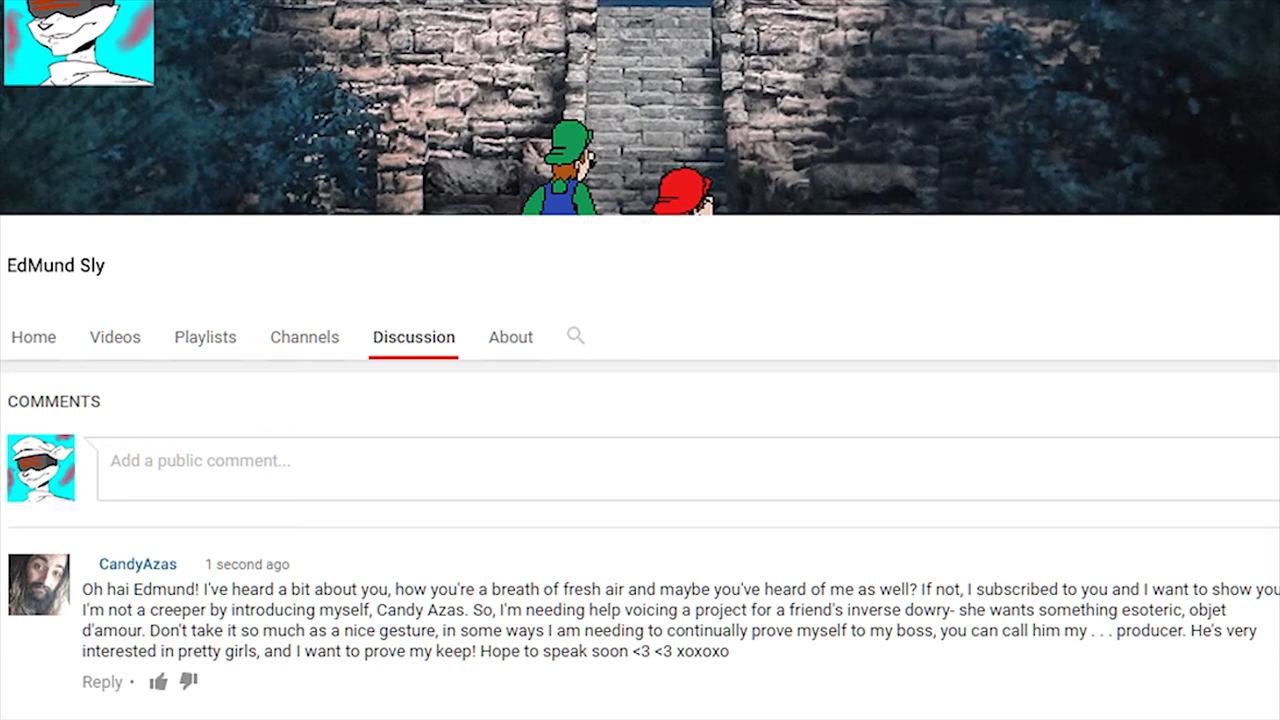 EdMund Sly
Home Videos Playlists Channels Discussion About
COMMENTS
Add a public comment...
CandyAzas 1 second ago
Oh hai Edmund! I've heard a bit about you, how you're a breath of fresh air and maybe you've heard of me as well? If not, I subscribed to you and I want to show you
I'm not a creeper by introducing myself, Candy Azas. So, I'm needing help voicing a project for a friend's inverse dowry- she wants something esoteric, objet
d'amour. Don't take it so much as a nice gesture, in some ways I am needing to continually prove myself to my boss, you can call him my . . . producer. He's very
interested in pretty girls, and I want to prove my keep! Hope to speak soon <3 <3 xoxoxo
Reply •